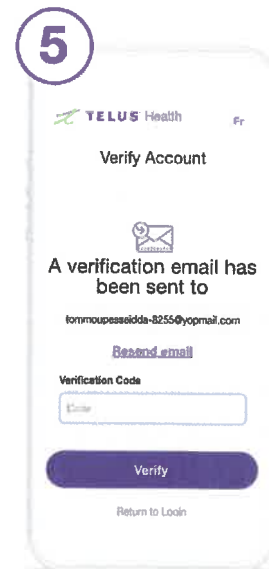 5
TELUS Health
Fr
Verify Account
A verification email has
been sent to
tommoupesseidda-8255@yopmail.com
Resend email
Verification Code
Code
Verify
Return to Login